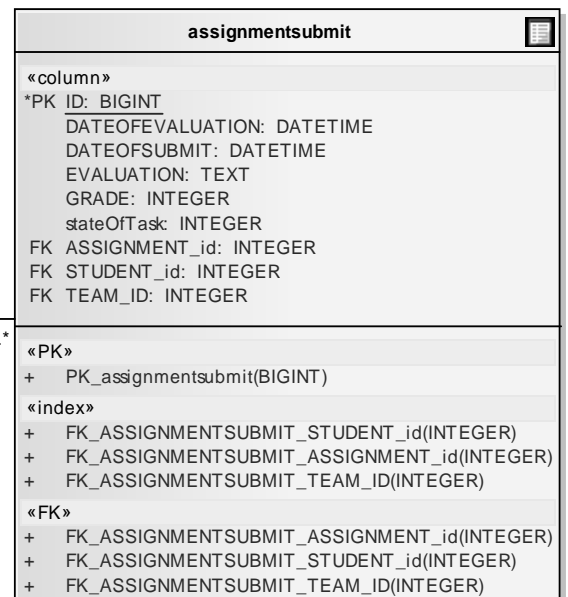 assignmentsubmit
«column»
*PK ID: BIGINT
DATEOFEVALUATION: DATETIME
DATEOFSUBMIT: DATETIME
EVALUATION: TEXT
GRADE: INTEGER
stateOfTask: INTEGER
FK ASSIGNMENT_id: INTEGER
FK STUDENT_id: INTEGER
FK TEAM_ID: INTEGER
*
«PK»
+ PK_assignmentsubmit(BIGINT)
«index»
+ FK_ASSIGNMENTSUBMIT_STUDENT_id(INTEGER)
+ FK_ASSIGNMENTSUBMIT_ASSIGNMENT_id(INTEGER)
+ FK_ASSIGNMENTSUBMIT_TEAM_ID(INTEGER)
«FK»
+ FK_ASSIGNMENTSUBMIT_ASSIGNMENT_id(INTEGER)
+ FK_ASSIGNMENTSUBMIT_STUDENT_id(INTEGER)
+ FK_ASSIGNMENTSUBMIT_TEAM_ID(INTEGER)